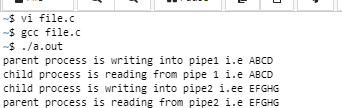 ~$ vi file.c
~$ gcc file.c
~$ ./a.out
parent process is writing into pipe1 i.e ABCD
child process is reading from pipe 1 i.e ABCD
child process is writing into pipe2 i.ee EFGHG
parent process is reading from pipe2 i.e EFGHG